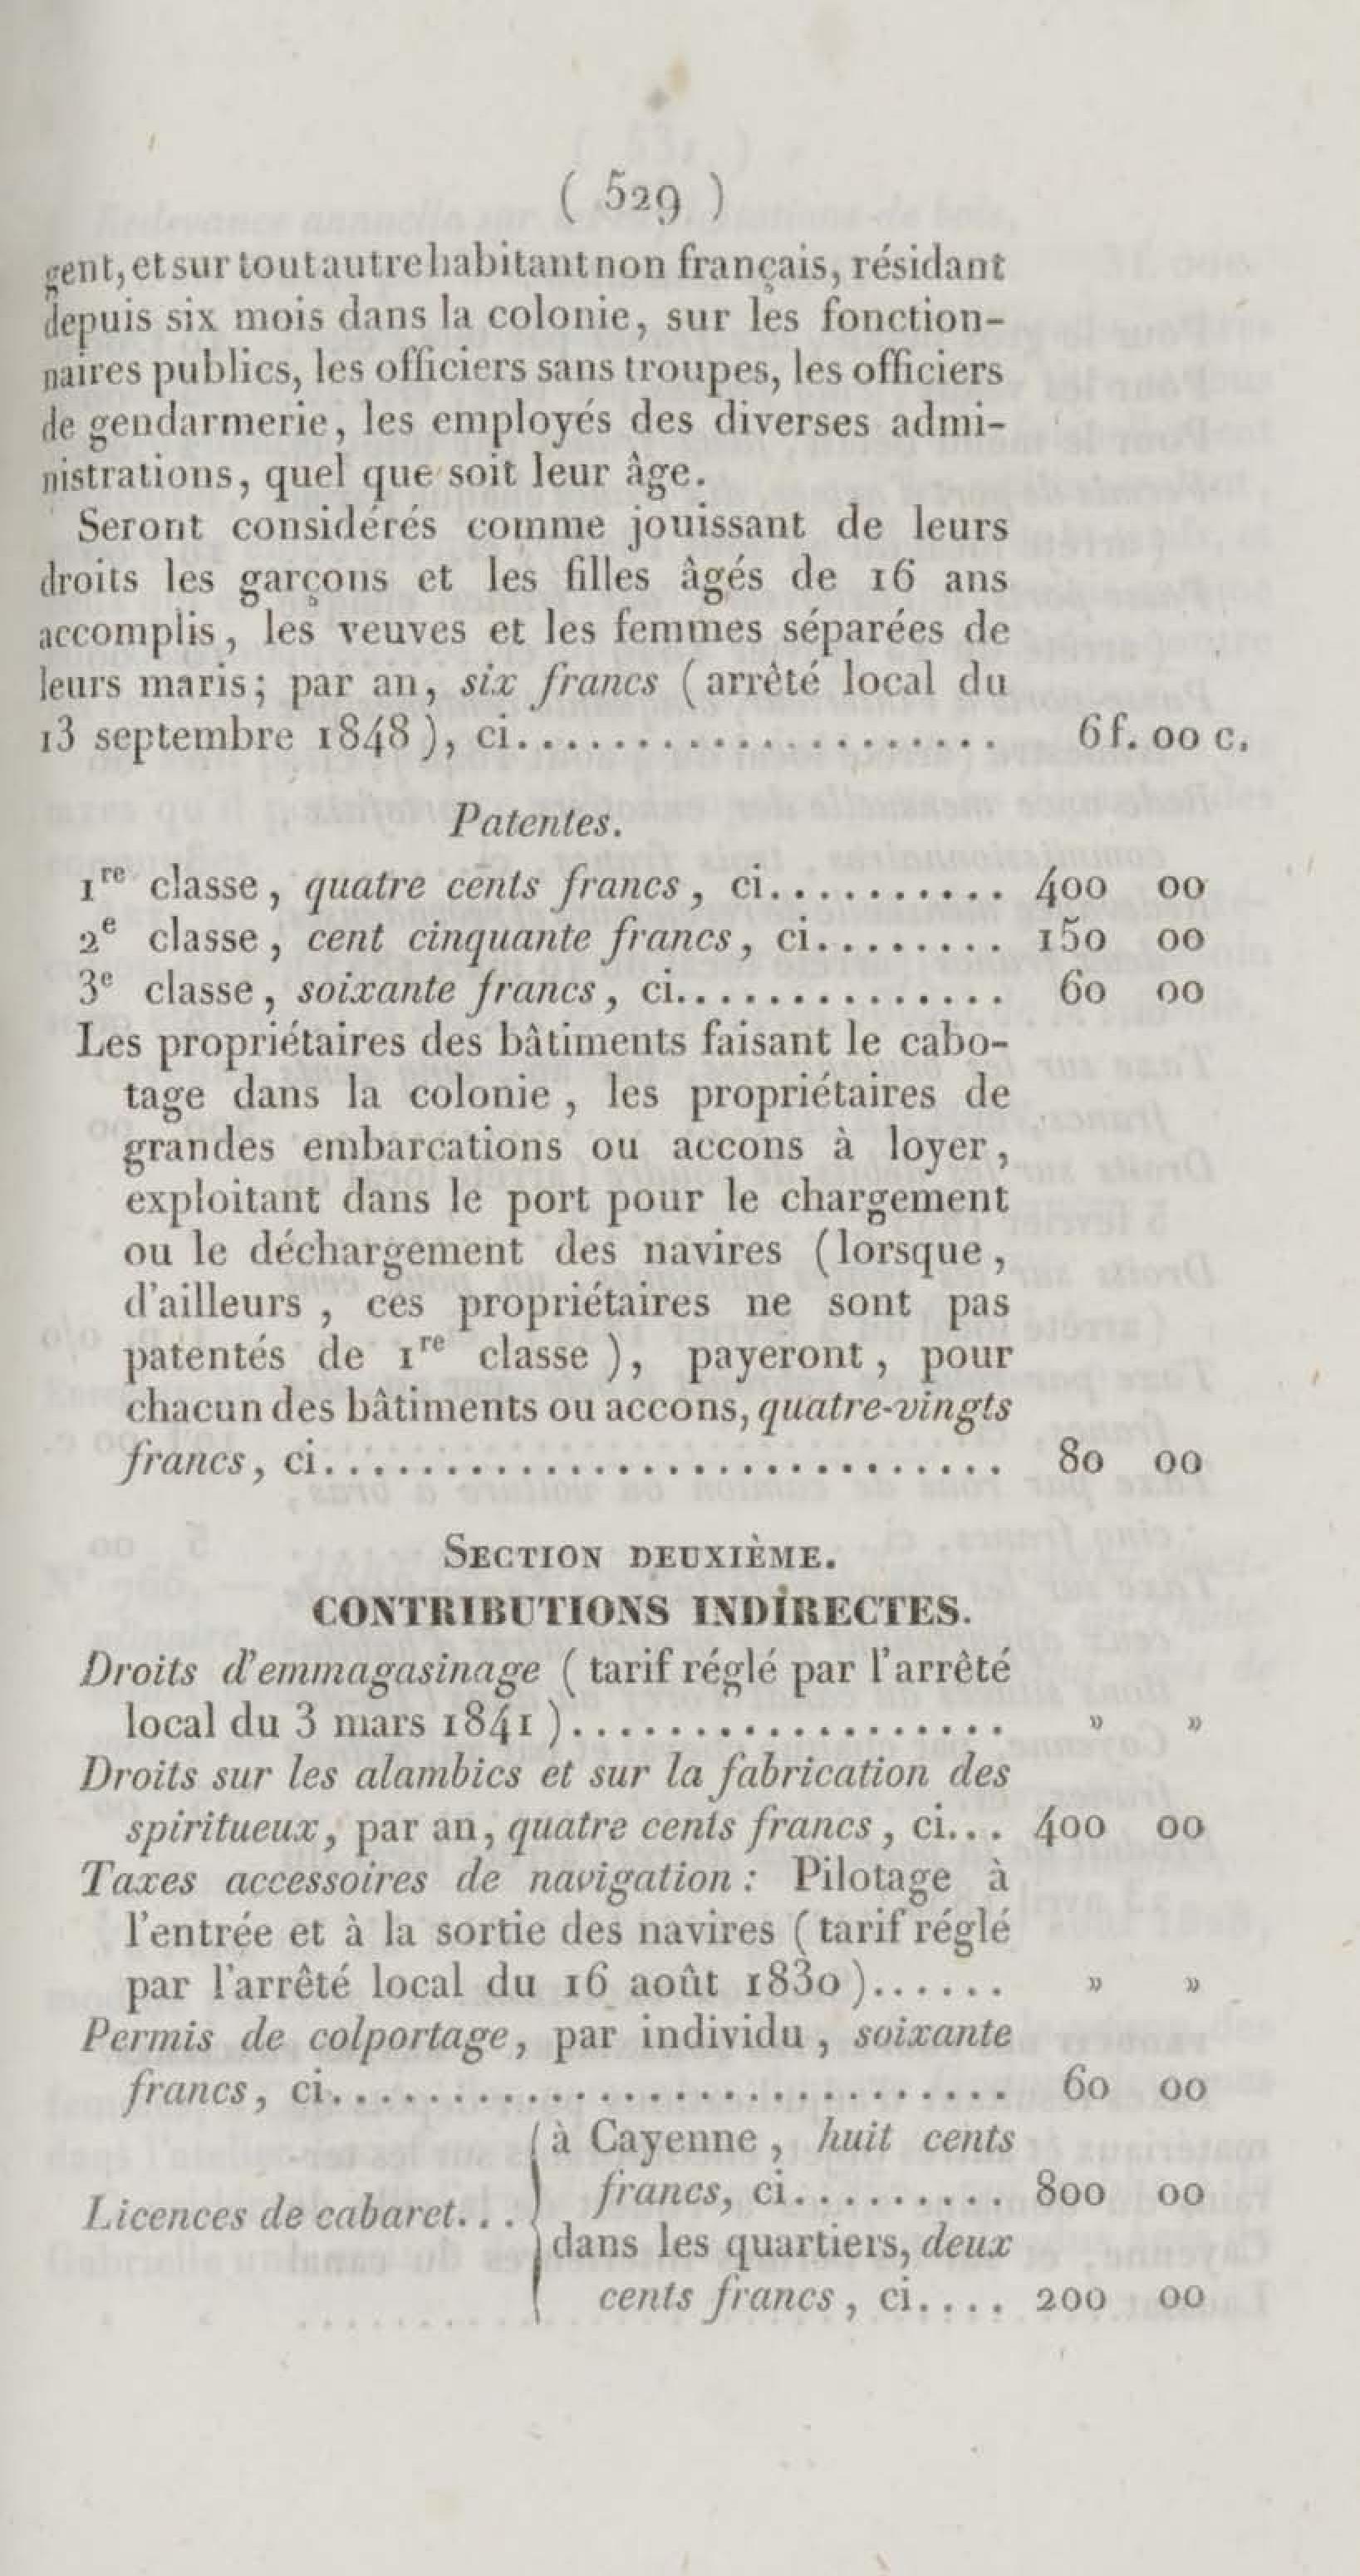 ( 529 )
gent, et sur tout autre habitant non français, résidant
depuis six mois dans la colonie, sur les fonction-
naires publics, les officiers sans troupes, les officiers
de gendarmerie, les employés des diverses admi-
nistrations, quel que soit leur âge.
Seront considérés comme jouissant de leurs
droits les garçons et les filles âgés de 16 ans
accomplis, les veuves et les femmes séparées de
leurs maris; par an, six francs (arrêté local du
13 septembre 1848), ci.................... 6 f. 00 c.
Patentes.
1re classe, quatre cents francs, ci.......... 400 00
2e classe, cent cinquante francs, ci........ 150 00
3e classe, soixante francs, ci.............. 60 00
Les propriétaires des bâtiments faisant le cabo-
tage dans la colonie, les propriétaires de
grandes embarcations ou accons à loyer,
exploitant dans le port pour le chargement
ou le déchargement des navires (lorsque,
d'ailleurs, ces propriétaires ne sont pas
patentés de 1re classe), payeront, pour
chacun des bâtiments ou accons, quatre-vingts
francs, ci............................ 80 00
SECTION DEUXIÈME.
CONTRIBUTIONS INDIRECTES.
Droits d'emmagasinage (tarif réglé par l'arrêté
local du 3 mars 1841).................. » »
Droits sur les alambics et sur la fabrication des
spiritueux, par an, quatre cents francs, ci... 400 00
Taxes accessoires de navigation : Pilotage à
l'entrée et à la sortie des navires (tarif réglé
par l'arrêté local du 16 août 1830)...... » »
Permis de colportage, par individu, soixante
francs, ci............................ 60 00
à Cayenne, huit cents
francs, ci......... 800 00
Licences de cabaret...
dans les quartiers, deux
cents francs, ci.... 200 00